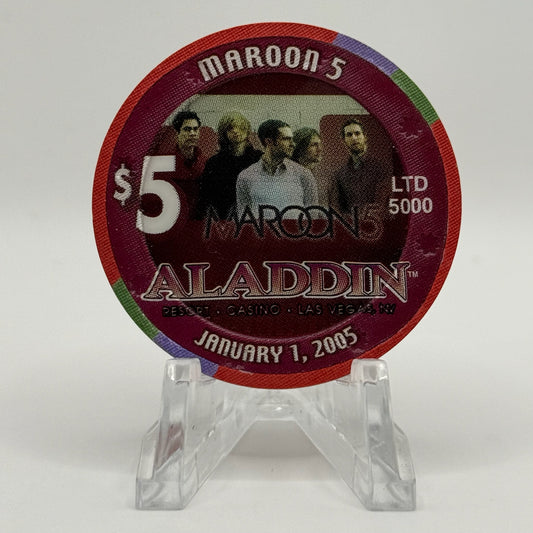 MAROON 5
$5
LTD
5000
MAROON5
ALADDIN™
RESORT • CASINO • LAS VEGAS, NV
JANUARY 1, 2005